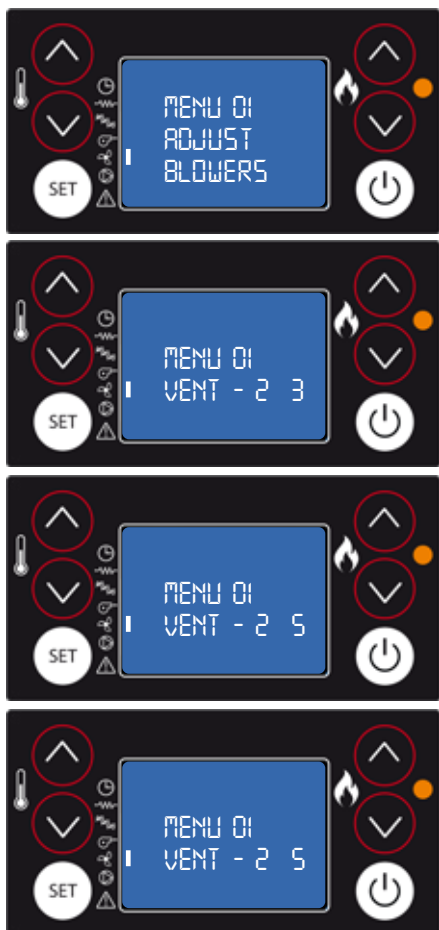 MENU 01
ADJUST
BLOWERS
SET
MENU 01
VENT - 2 3
SET
MENU 01
VENT - 2 5
SET
MENU 01
VENT - 2 5
SET